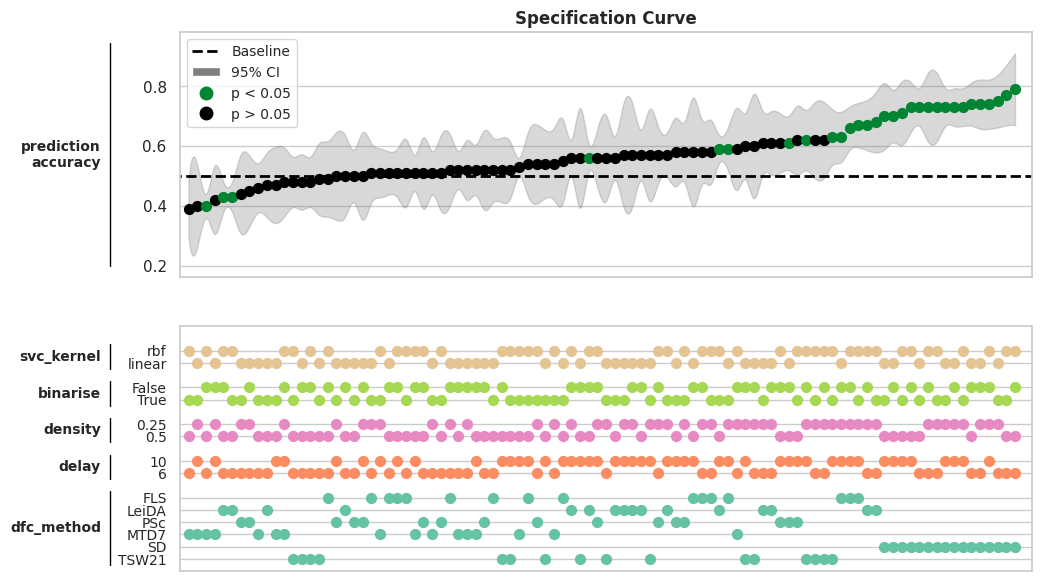 Specification Curve
Baseline
95% CI
p < 0.05
p > 0.05
0.8
0.6
0.4
0.2
prediction
accuracy
svc_kernel
rbf
linear
binarise
False
True
density
0.25
0.5
delay
10
6
dfc_method
FLS
LeiDA
PSc
MTD7
SD
TSW21